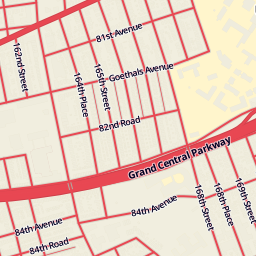 81st Avenue
162nd Street
Goethals Avenue
165th Street
164th Place
82nd Road
Grand Central Parkway
84th Avenue
168th Street
168th Place
169th Street
84th Avenue
84th Road